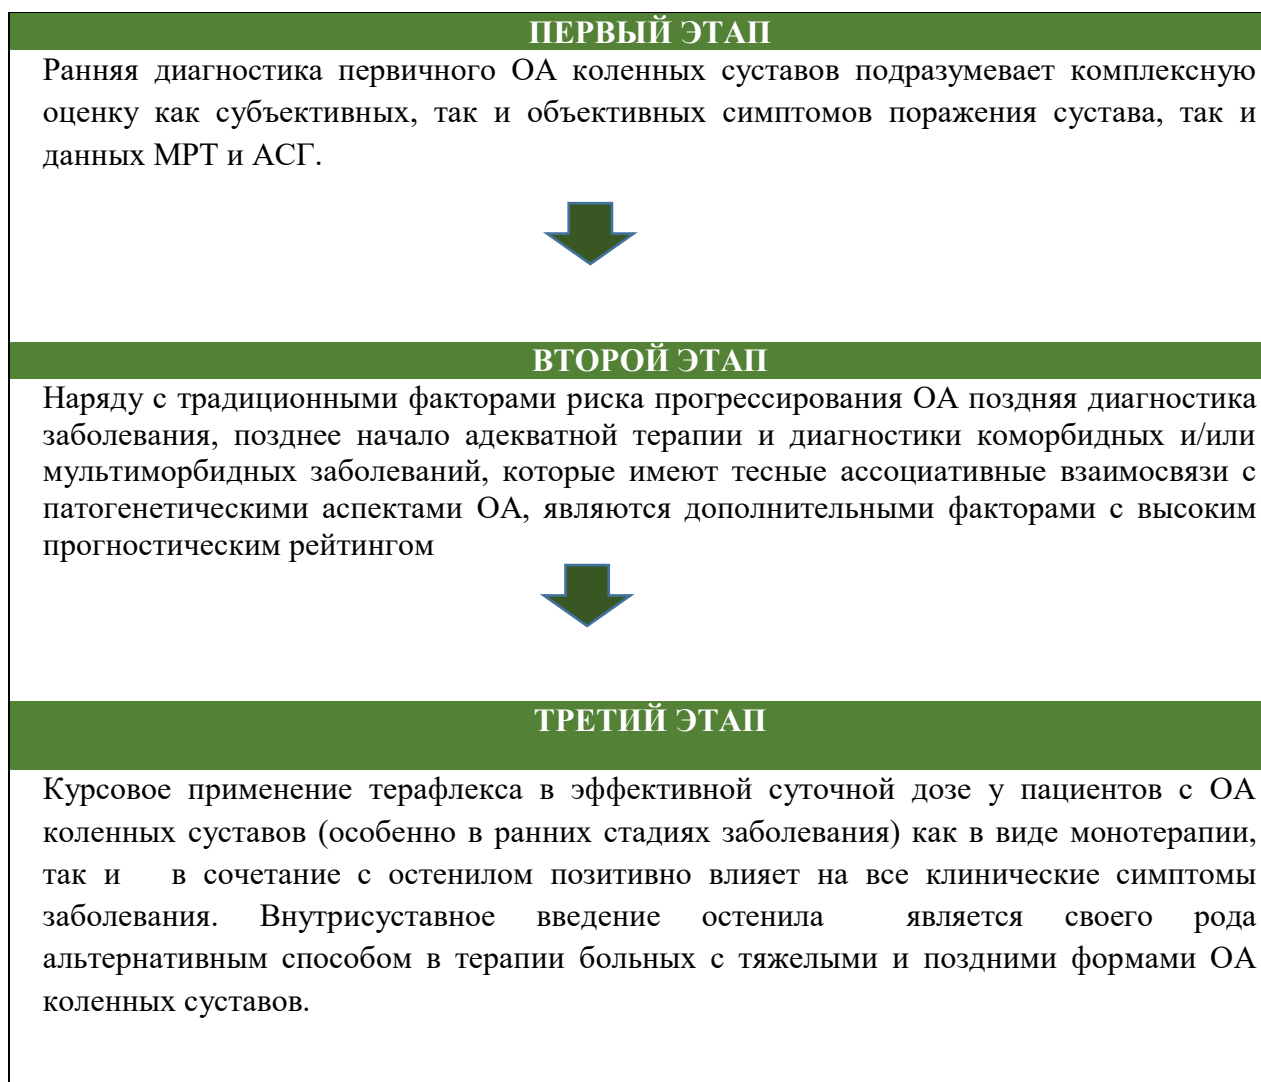 ПЕРВЫЙ ЭТАП
Ранняя диагностика первичного ОА коленных суставов подразумевает комплексную
оценку как субъективных, так и объективных симптомов поражения сустава, так и
данных МРТ и АСГ.
ВТОРОЙ ЭТАП
Наряду с традиционными факторами риска прогрессирования ОА поздняя диагностика
заболевания, позднее начало адекватной терапии и диагностики коморбидных и/или
мультиморбидных заболеваний, которые имеют тесные ассоциативные взаимосвязи с
патогенетическими аспектами ОА, являются дополнительными факторами с высоким
прогностическим рейтингом
ТРЕТИЙ ЭТАП
Курсовое применение терафлекса в эффективной суточной дозе у пациентов с ОА
коленных суставов (особенно в ранних стадиях заболевания) как в виде монотерапии,
так и в сочетание с остенилом позитивно влияет на все клинические симптомы
заболевания. Внутрисуставное введение остенила является своего рода
альтернативным способом в терапии больных с тяжелыми и поздними формами ОА
коленных суставов.